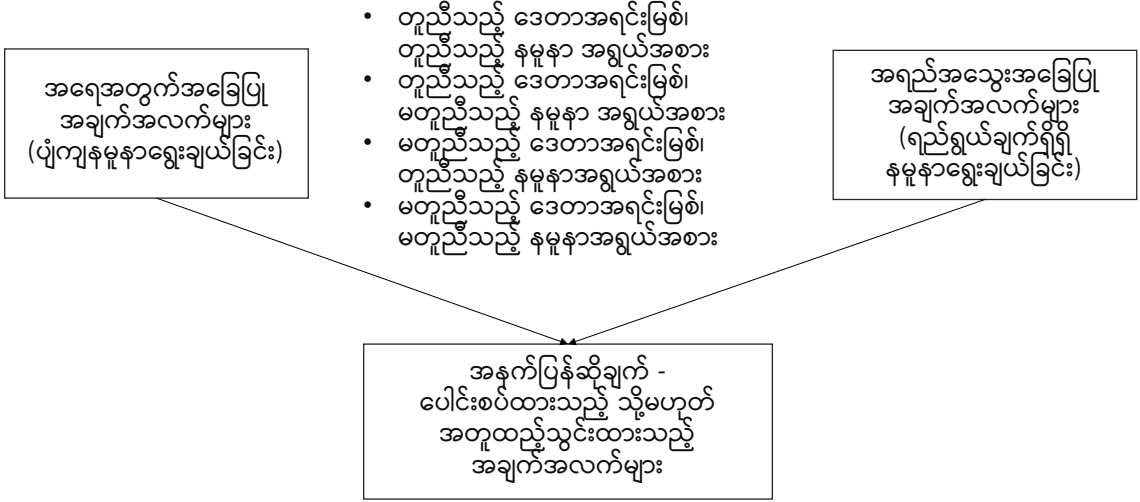 • တူညီသည့် ဒေတာအရင်းမြစ်၊
တူညီသည့် နမူနာ အရွယ်အစား
• တူညီသည့် ဒေတာအရင်းမြစ်၊
မတူညီသည့် နမူနာ အရွယ်အစား
• မတူညီသည့် ဒေတာအရင်းမြစ်၊
တူညီသည့် နမူနာအရွယ်အစား
• မတူညီသည့် ဒေတာအရင်းမြစ်၊
မတူညီသည့် နမူနာအရွယ်အစား
အရေအတွက်အခြေပြု
အချက်အလက်များ
(ပျံကျနမူနာရွေးချယ်ခြင်း)
အရည်အသွေးအခြေပြု
အချက်အလက်များ
(ရည်ရွယ်ချက်ရှိရှိ
နမူနာရွေးချယ်ခြင်း)
အနက်ပြန်ဆိုချက် -
ပေါင်းစပ်ထားသည့် သို့မဟုတ်
အတူထည့်သွင်းထားသည့်
အချက်အလက်များ